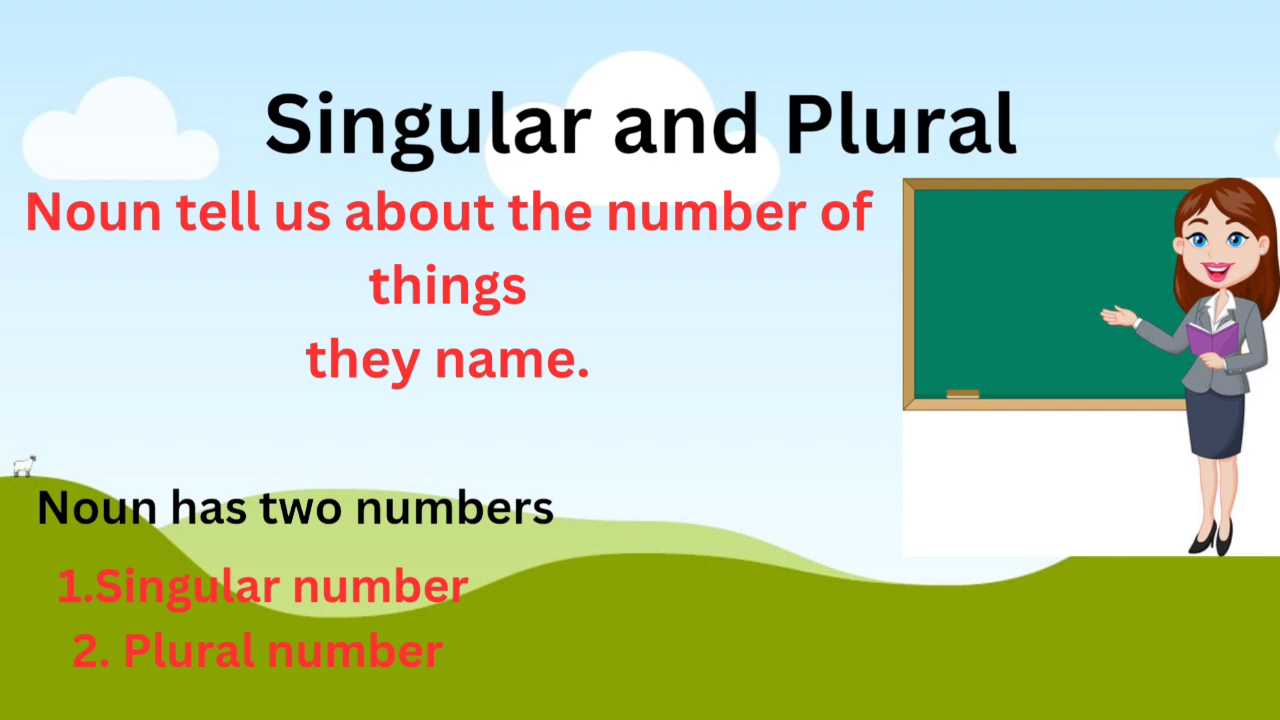 Singular and Plural
Noun tell us about the number of
things
they name.
Noun has two numbers
1.Singular number
2. Plural number